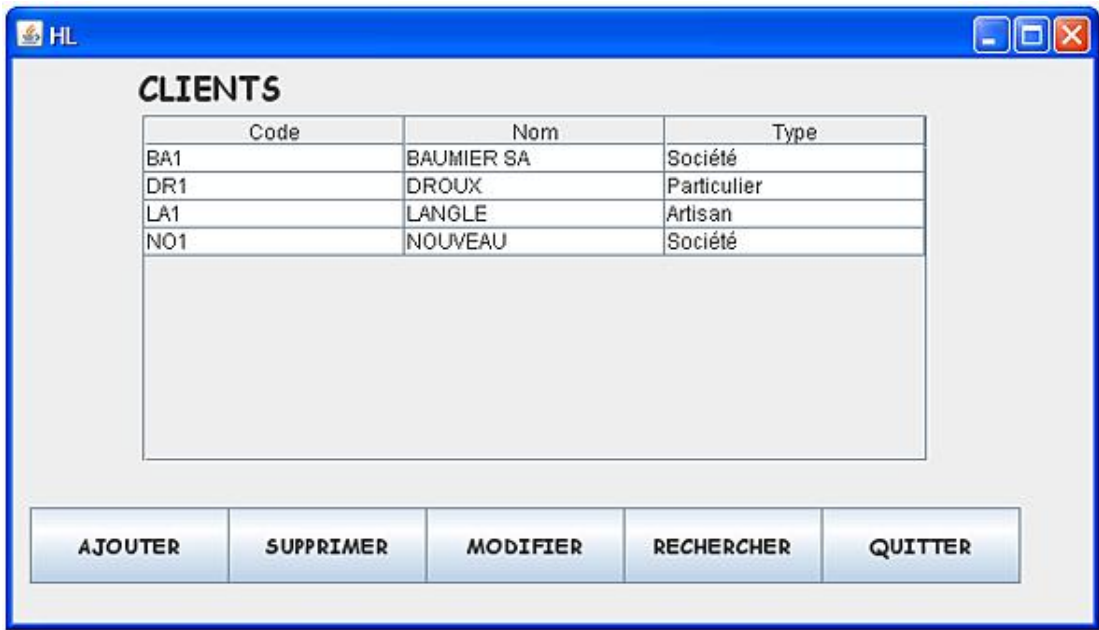 HL
CLIENTS
Code Nom Type
BA1 BAUMIER SA Société
DR1 DROUX Particulier
LA1 LANGLE Artisan
NO1 NOUVEAU Société
AJOUTER SUPPRIMER MODIFIER RECHERCHER QUITTER